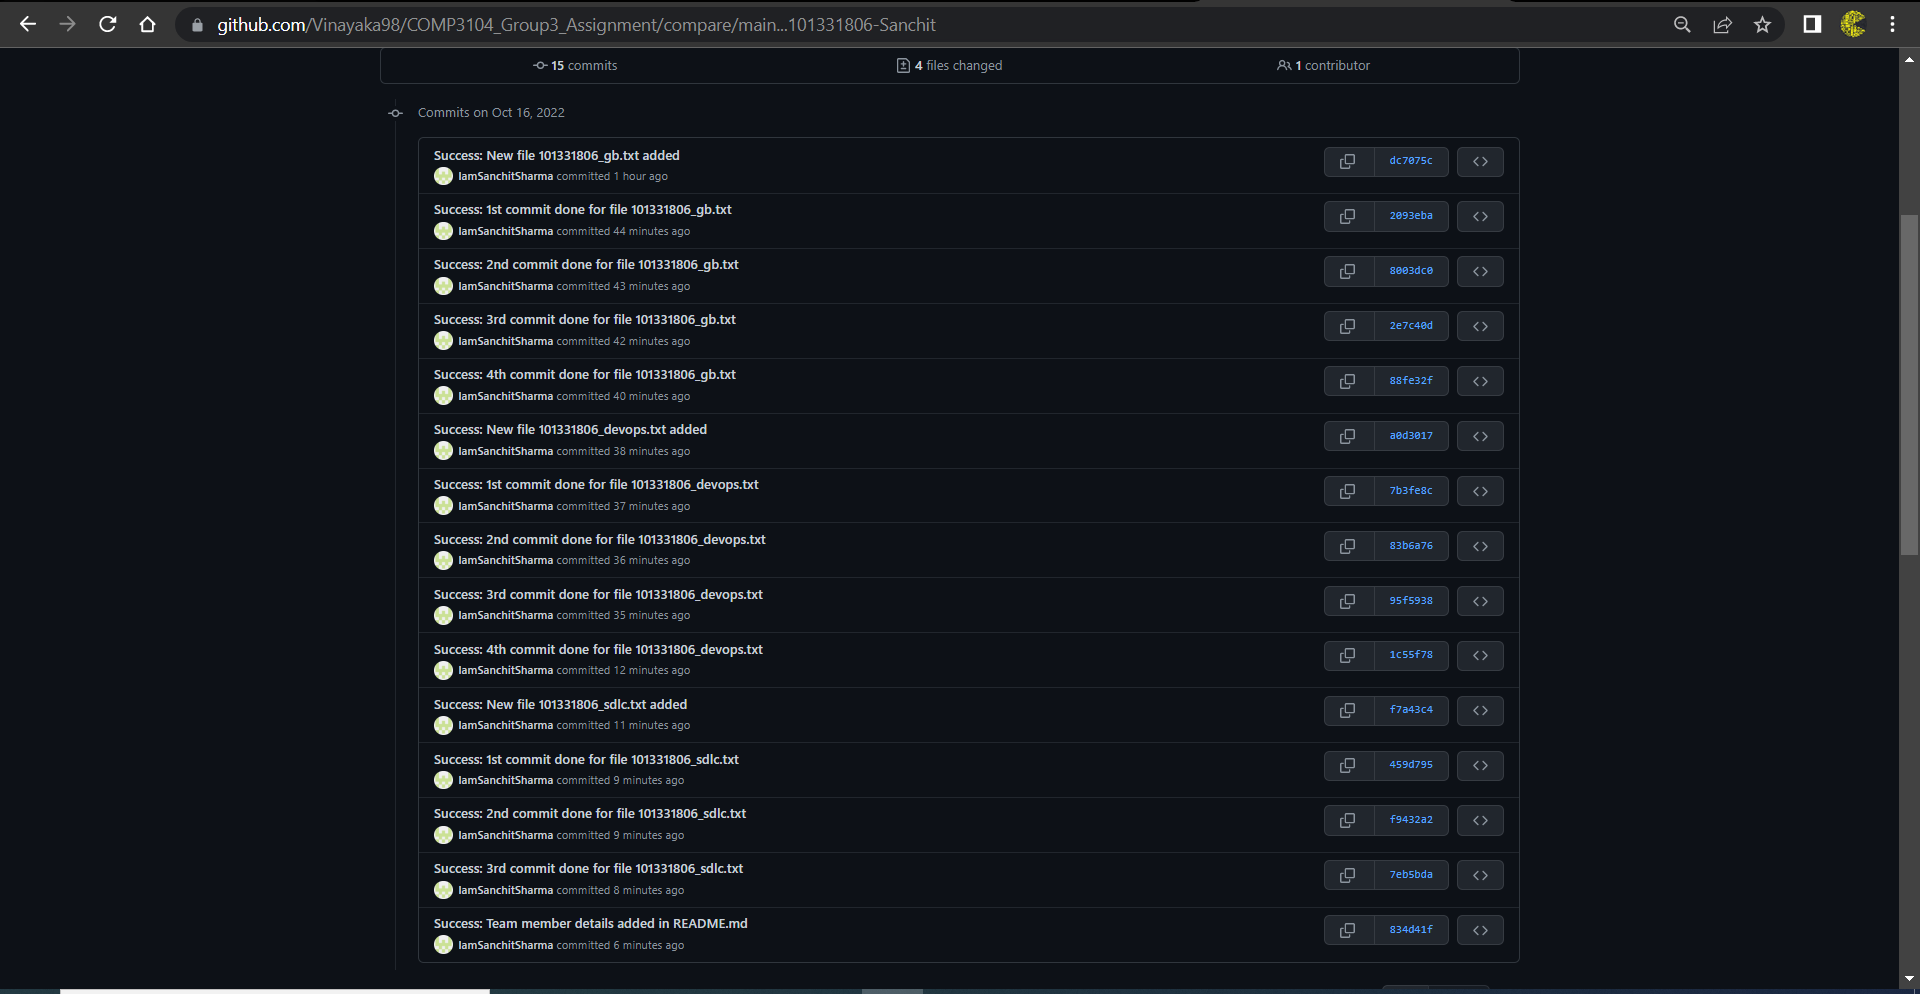 github.com/Vinayaka98/COMP3104_Group3_Assignment/compare/main...101331806-Sanchit
15 commits
4 files changed
1 contributor
Commits on Oct 16, 2022
Success: New file 101331806_gb.txt added
dc7075c
IamSanchitSharma committed 1 hour ago
Success: 1st commit done for file 101331806_gb.txt
2093eba
IamSanchitSharma committed 44 minutes ago
Success: 2nd commit done for file 101331806_gb.txt
8003dc0
IamSanchitSharma committed 43 minutes ago
Success: 3rd commit done for file 101331806_gb.txt
2e7c40d
IamSanchitSharma committed 42 minutes ago
Success: 4th commit done for file 101331806_gb.txt
88fe32f
IamSanchitSharma committed 40 minutes ago
Success: New file 101331806_devops.txt added
a0d3017
IamSanchitSharma committed 38 minutes ago
Success: 1st commit done for file 101331806_devops.txt
7b3fe8c
IamSanchitSharma committed 37 minutes ago
Success: 2nd commit done for file 101331806_devops.txt
83b6a76
IamSanchitSharma committed 36 minutes ago
Success: 3rd commit done for file 101331806_devops.txt
95f5938
IamSanchitSharma committed 35 minutes ago
Success: 4th commit done for file 101331806_devops.txt
1c55f78
IamSanchitSharma committed 12 minutes ago
Success: New file 101331806_sdlc.txt added
f7a43c4
IamSanchitSharma committed 11 minutes ago
Success: 1st commit done for file 101331806_sdlc.txt
459d795
IamSanchitSharma committed 9 minutes ago
Success: 2nd commit done for file 101331806_sdlc.txt
f9432a2
IamSanchitSharma committed 9 minutes ago
Success: 3rd commit done for file 101331806_sdlc.txt
7eb5bda
IamSanchitSharma committed 8 minutes ago
Success: Team member details added in README.md
834d41f
IamSanchitSharma committed 6 minutes ago